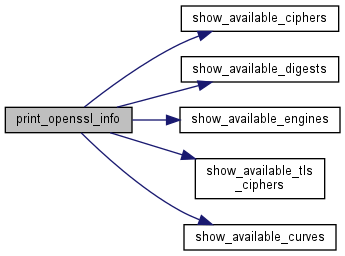 show_available_ciphers
show_available_digests
print_openssl_info
show_available_engines
show_available_tls
_ciphers
show_available_curves